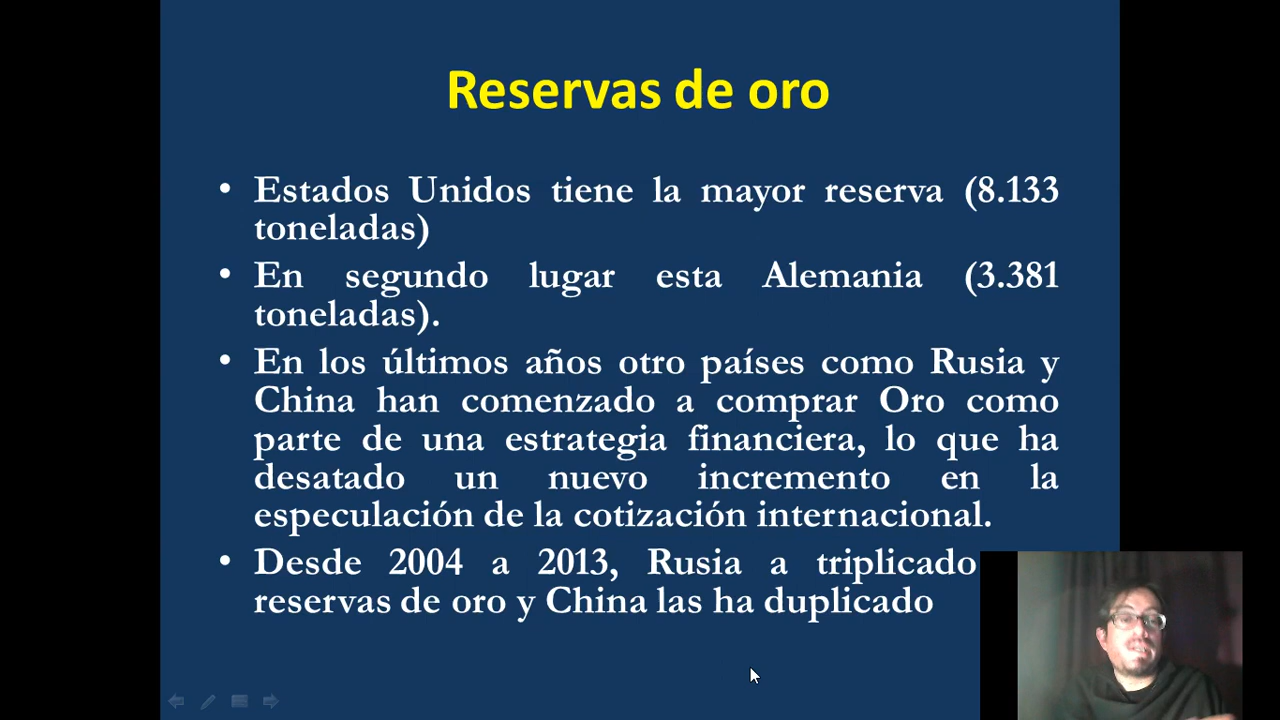 Reservas de oro
• Estados Unidos tiene la mayor reserva (8.133
toneladas)
• En segundo lugar esta Alemania (3.381
toneladas).
• En los últimos años otro países como Rusia y
China han comenzado a comprar Oro como
parte de una estrategia financiera, lo que ha
desatado un nuevo incremento en la
especulación de la cotización internacional.
• Desde 2004 a 2013, Rusia a triplicado
reservas de oro y China las ha duplicado